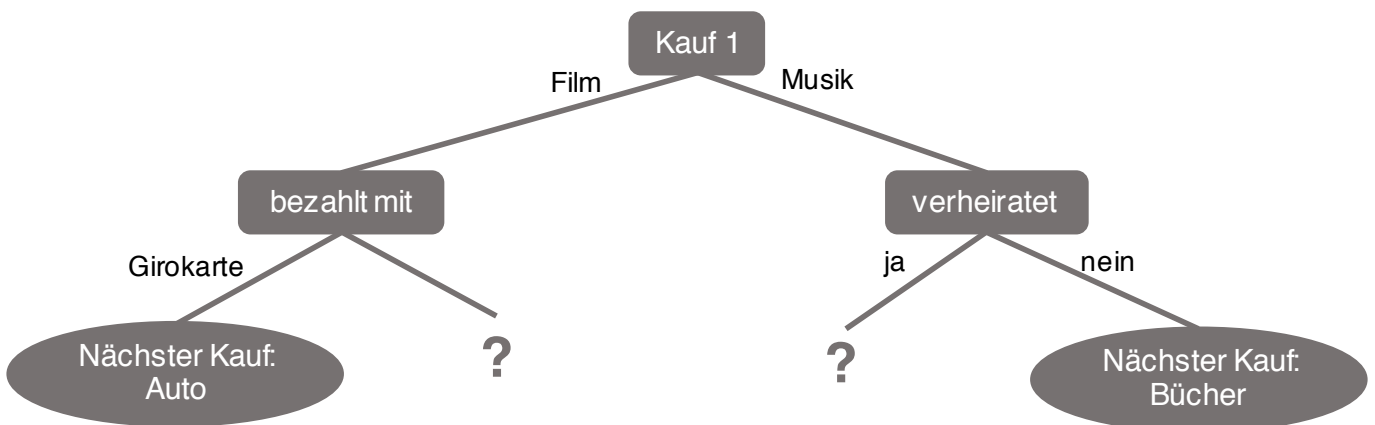 Kauf 1
Film
Musik
bezahlt mit
verheiratet
Girokarte
ja
nein
Nächster Kauf:
Auto
?
?
Nächster Kauf:
Bücher